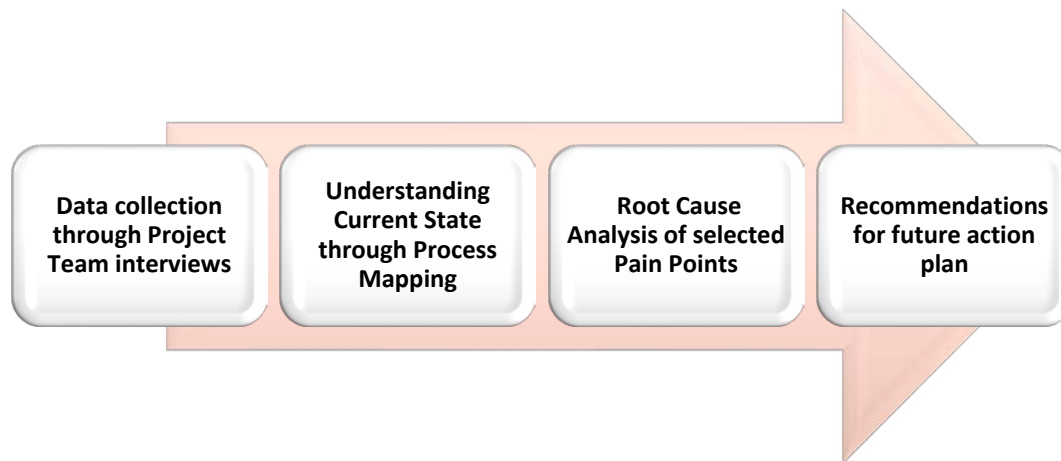 Data collection
through Project
Team interviews
Understanding
Current State
through Process
Mapping
Root Cause
Analysis of selected
Pain Points
Recommendations
for future action
plan